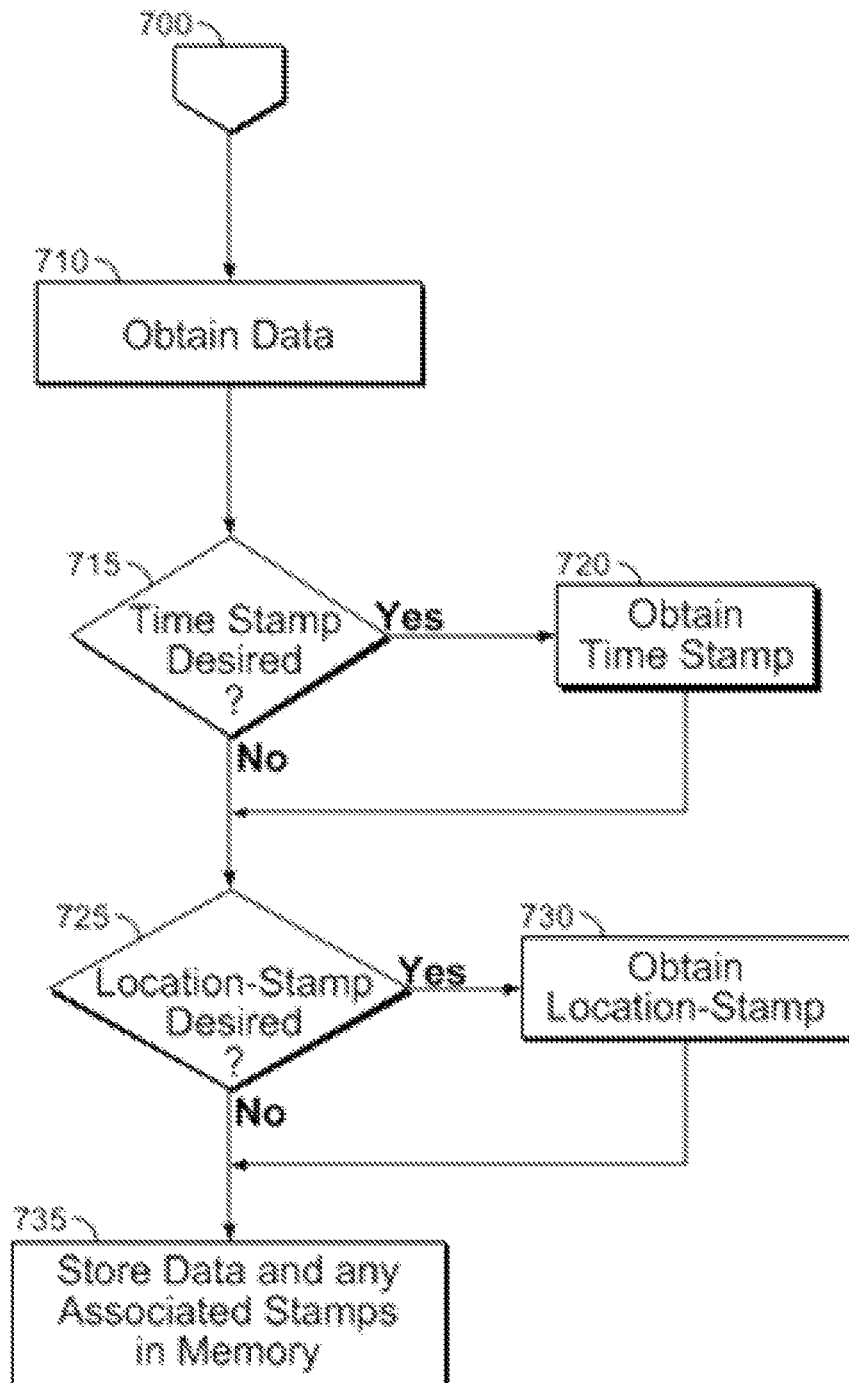 700
710
Obtain Data
715
Time Stamp
Desired
?
Yes
720
Obtain
Time Stamp
No
725
Location-Stamp
Desired
?
Yes
730
Obtain
Location-Stamp
No
735
Store Data and any
Associated Stamps
in Memory